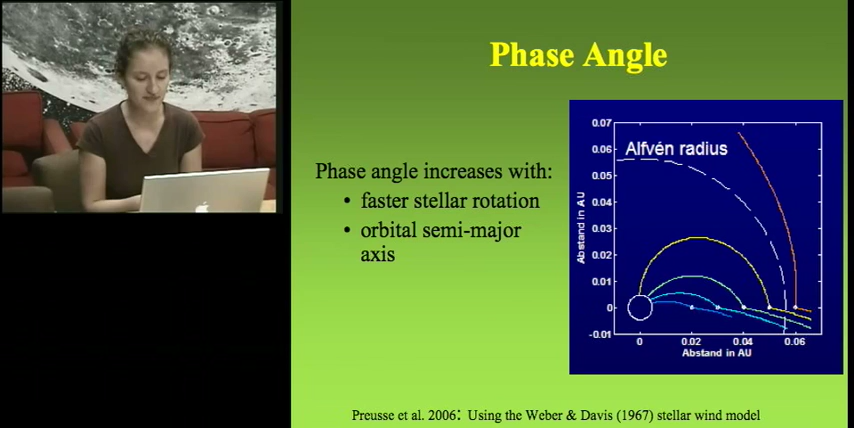 Phase Angle
Phase angle increases with:
• faster stellar rotation
• orbital semi-major
axis
Alfvén radius
0.07
0.06
0.05
0.04
0.03
0.02
0.01
0
-0.01
Abstand in AU
0 0.02 0.04 0.06
Abstand in AU
Preusse et al. 2006: Using the Weber & Davis (1967) stellar wind model